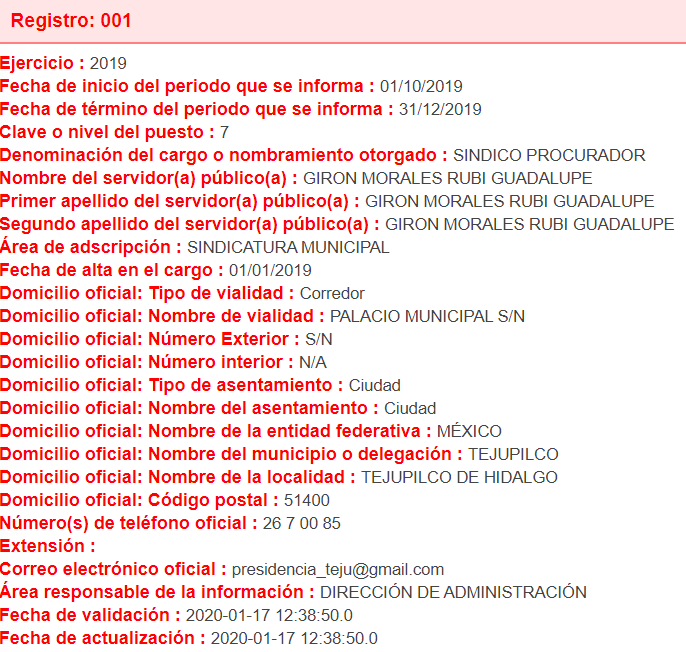 Registro: 001
Ejercicio : 2019
Fecha de inicio del periodo que se informa : 01/10/2019
Fecha de término del periodo que se informa : 31/12/2019
Clave o nivel del puesto : 7
Denominación del cargo o nombramiento otorgado : SINDICO PROCURADOR
Nombre del servidor(a) público(a) : GIRON MORALES RUBI GUADALUPE
Primer apellido del servidor(a) público(a) : GIRON MORALES RUBI GUADALUPE
Segundo apellido del servidor(a) público(a) : GIRON MORALES RUBI GUADALUPE
Área de adscripción : SINDICATURA MUNICIPAL
Fecha de alta en el cargo : 01/01/2019
Domicilio oficial: Tipo de vialidad : Corredor
Domicilio oficial: Nombre de vialidad : PALACIO MUNICIPAL S/N
Domicilio oficial: Número Exterior : S/N
Domicilio oficial: Número interior : N/A
Domicilio oficial: Tipo de asentamiento : Ciudad
Domicilio oficial: Nombre del asentamiento : Ciudad
Domicilio oficial: Nombre de la entidad federativa : MÉXICO
Domicilio oficial: Nombre del municipio o delegación : TEJUPILCO
Domicilio oficial: Nombre de la localidad : TEJUPILCO DE HIDALGO
Domicilio oficial: Código postal : 51400
Número(s) de teléfono oficial : 26 7 00 85
Extensión :
Correo electrónico oficial : presidencia_teju@gmail.com
Área responsable de la información : DIRECCIÓN DE ADMINISTRACIÓN
Fecha de validación : 2020-01-17 12:38:50.0
Fecha de actualización : 2020-01-17 12:38:50.0